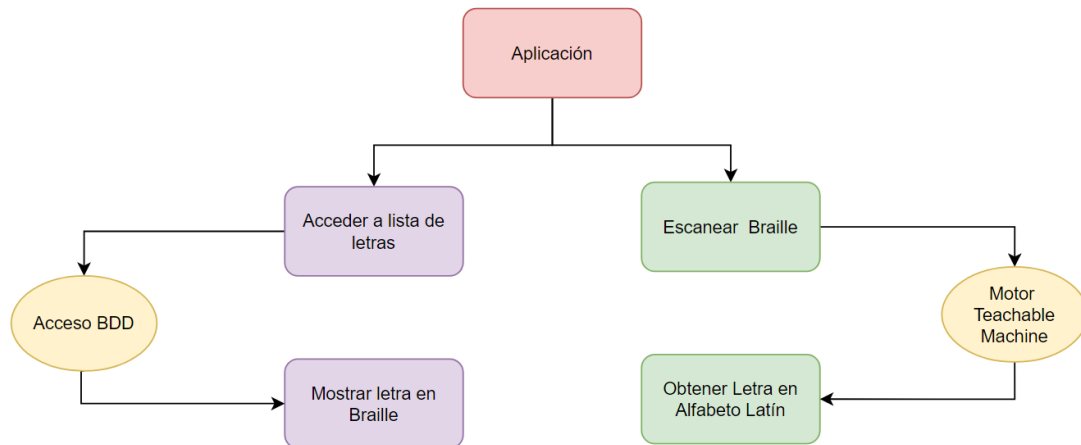 Aplicación
Acceder a lista de
letras
Escanear Braille
Acceso BDD
Motor
Teachable
Machine
Mostrar letra en
Braille
Obtener Letra en
Alfabeto Latín